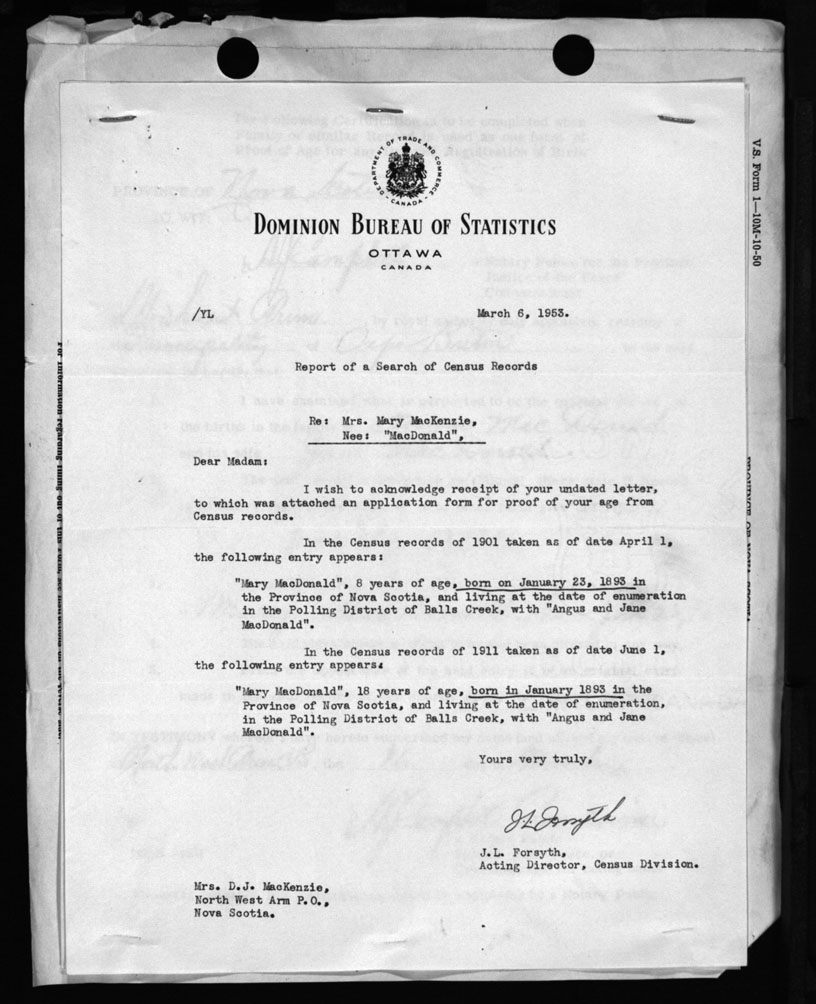 DEPARTMENT OF TRADE AND COMMERCE
- CANADA -
DOMINION BUREAU OF STATISTICS
OTTAWA
CANADA
/YL
March 6, 1953.
Report of a Search of Census Records
Re: Mrs. Mary MacKenzie,
Nee: "MacDonald",
Dear Madam:
I wish to acknowledge receipt of your undated letter,
to which was attached an application form for proof of your age from
Census records.
In the Census records of 1901 taken as of date April 1,
the following entry appears:
"Mary MacDonald", 8 years of age, born on January 23, 1893 in
the Province of Nova Scotia, and living at the date of enumeration
in the Polling District of Balls Creek, with "Angus and Jane
MacDonald".
In the Census records of 1911 taken as of date June 1,
the following entry appears:
"Mary MacDonald", 18 years of age, born in January 1893 in the
Province of Nova Scotia, and living at the date of enumeration,
in the Polling District of Balls Creek, with "Angus and Jane
MacDonald".
Yours very truly,
J.L. Forsyth
J.L. Forsyth,
Acting Director, Census Division.
Mrs. D.J. MacKenzie,
North West Arm P.O.,
Nova Scotia.
V.S. Form 1—10M-10-50